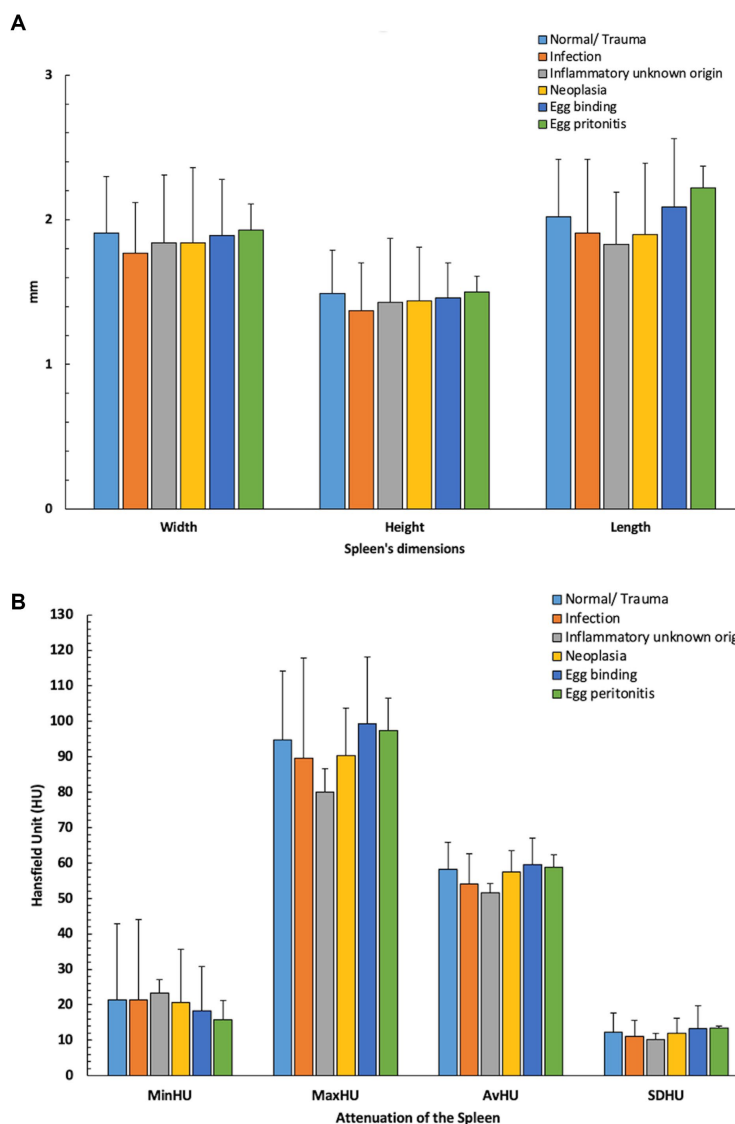 A
Normal/ Trauma
Infection
Inflammatory unknown origin
Neoplasia
Egg binding
Egg pritonitis
3
2
1
0
mm
Width
Height
Length
Spleen's dimensions
B
Normal/ Trauma
Infection
Inflammatory unknown orig
Neoplasia
Egg binding
Egg peritonitis
130
120
110
100
90
80
70
60
50
40
30
20
10
0
Hansfield Unit (HU)
MinHU
MaxHU
AvHU
SDHU
Attenuation of the Spleen